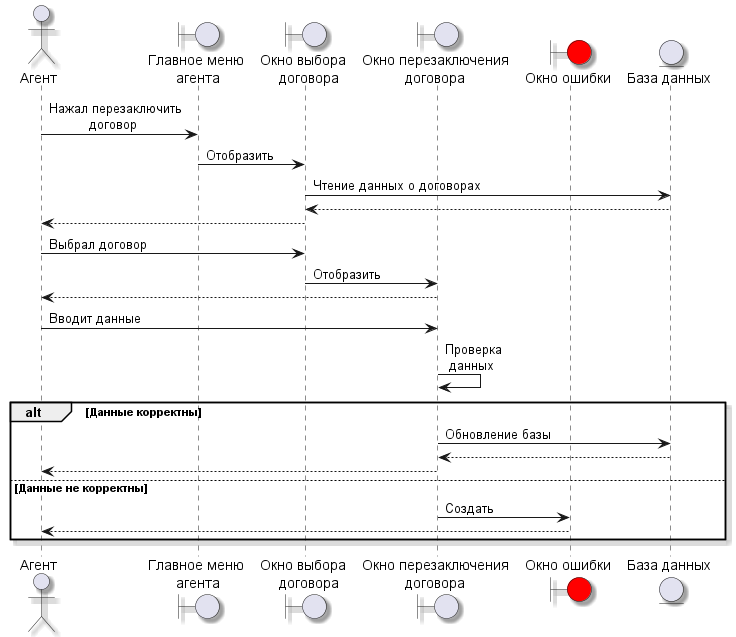 Агент
Главное меню
агента
Окно выбора
договора
Окно перезаключения
договора
Окно ошибки
База данных
Нажал перезаключить
договор
Отобразить
Чтение данных о договорах
Выбрал договор
Отобразить
Вводит данные
Проверка
данных
alt
[Данные корректны]
Обновление базы
[Данные не корректны]
Создать
Агент
Главное меню
агента
Окно выбора
договора
Окно перезаключения
договора
Окно ошибки
База данных